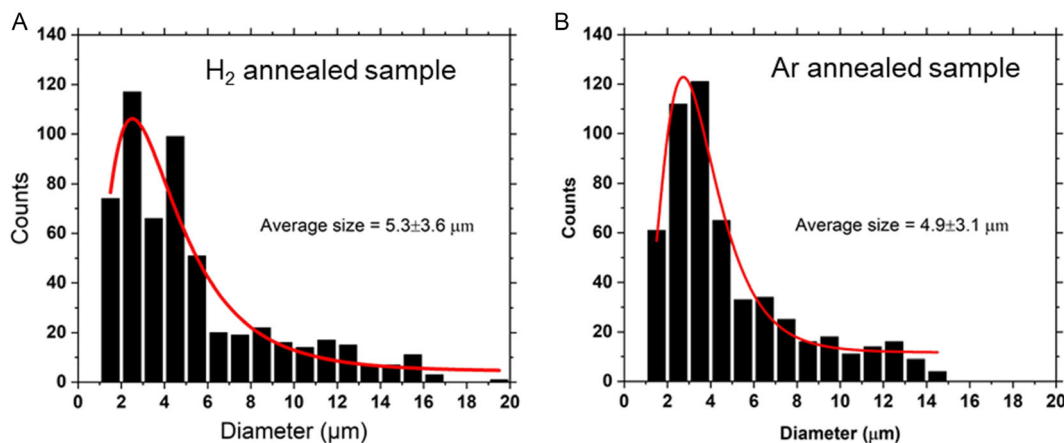 A
H₂ annealed sample
Average size = 5.3±3.6 μm
Counts
140
120
100
80
60
40
20
0
0 2 4 6 8 10 12 14 16 18 20
Diameter (μm)
B
Ar annealed sample
Average size = 4.9±3.1 μm
Counts
140
120
100
80
60
40
20
0
0 2 4 6 8 10 12 14 16 18 20
Diameter (μm)